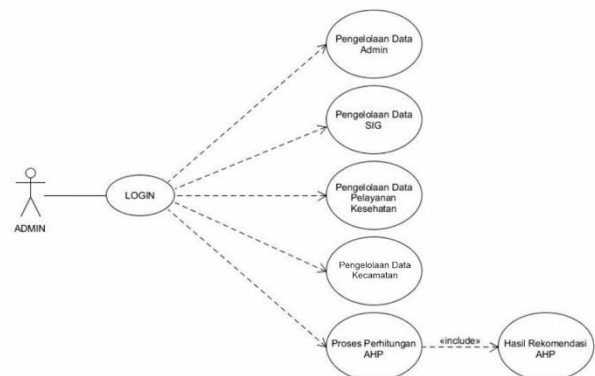 Pengelolaan Data
Admin
Pengelolaan Data
SIG
ADMIN
LOGIN
Pengelolaan Data
Pelayanan
Kesehatan
Pengelolaan Data
Kecamatan
Proses Perhitungan
AHP
«include»
Hasil Rekomendasi
AHP